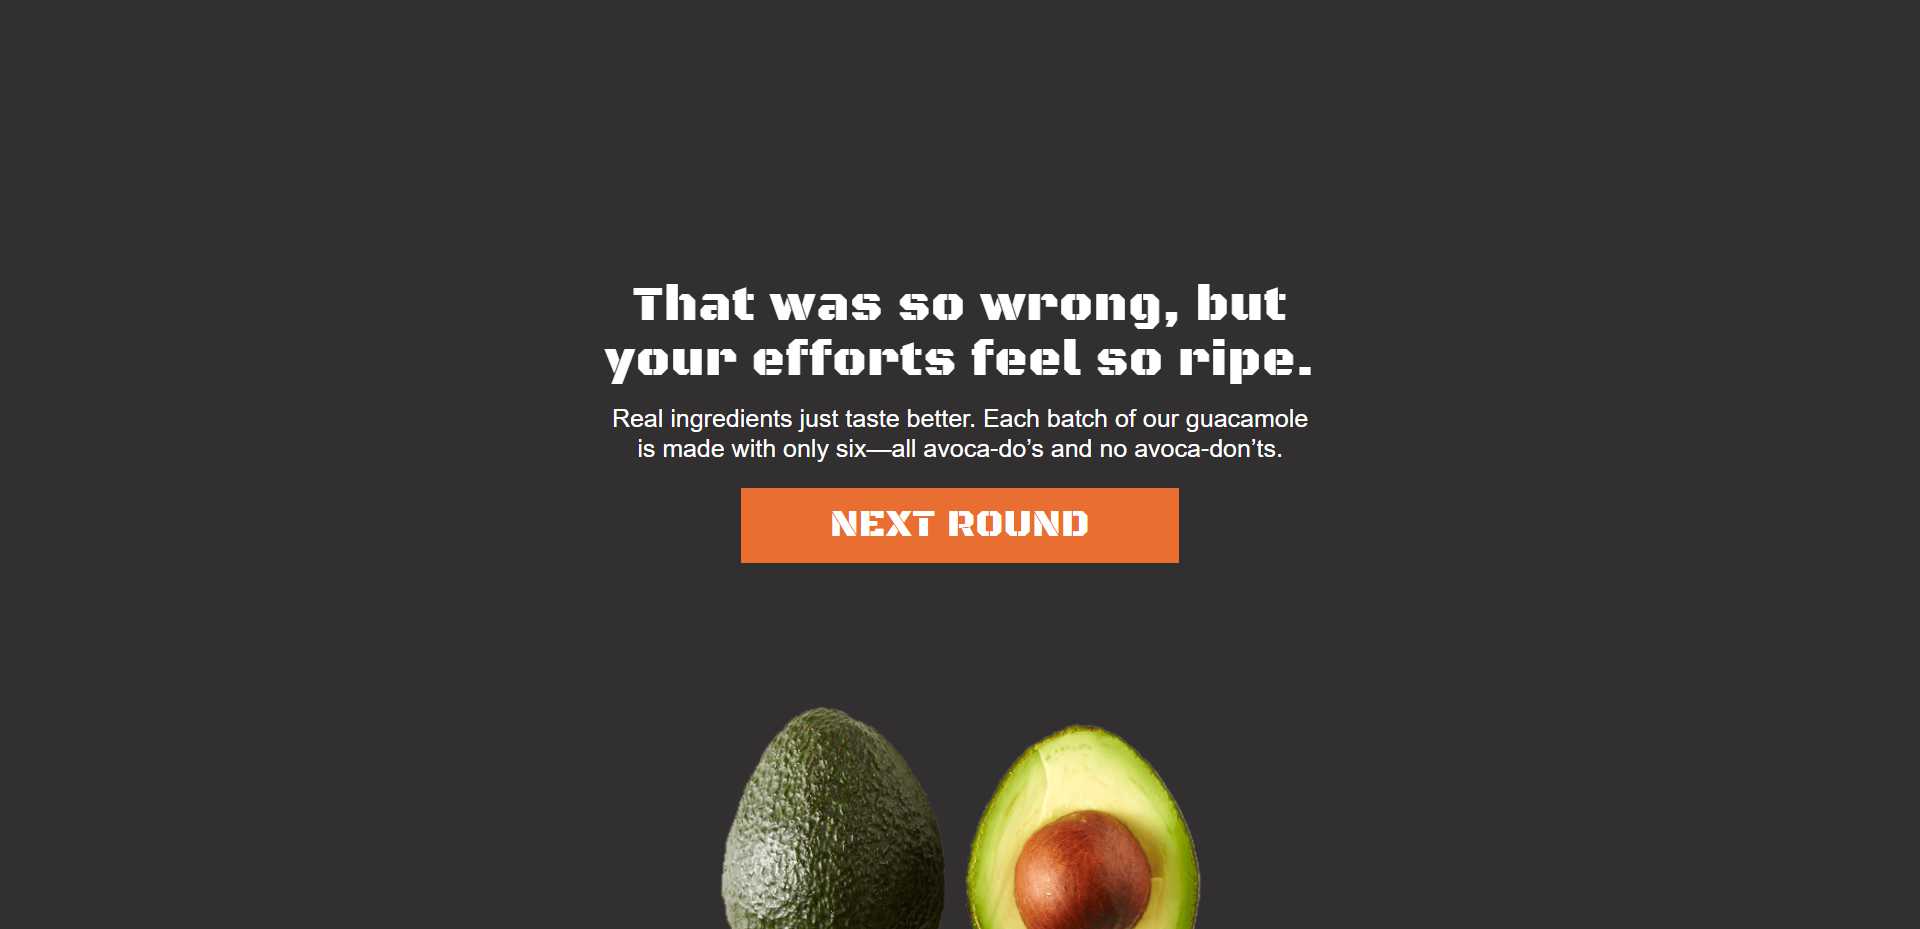 That was so wrong, but
your efforts feel so ripe.
Real ingredients just taste better. Each batch of our guacamole
is made with only six—all avoca-do’s and no avoca-don’ts.
NEXT ROUND